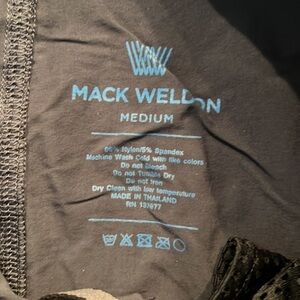 MACK WELDON
MEDIUM
Nylon/5% Spandex
Machine Wash Cold with like colors
Do not Bleach
Do not Tumble Dry
Do not Iron
Dry Clean with low temperature
MADE IN THAILAND
RN